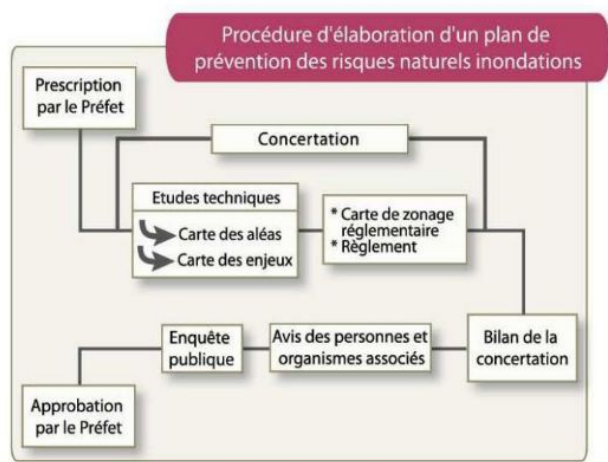 Procédure d'élaboration d'un plan de
prévention des risques naturels inondations
Prescription
par le Préfet
Concertation
Etudes techniques
Carte des aléas
Carte des enjeux
* Carte de zonage
réglementaire
* Règlement
Bilan de la
concertation
Avis des personnes et
organismes associés
Enquête
publique
Approbation
par le Préfet